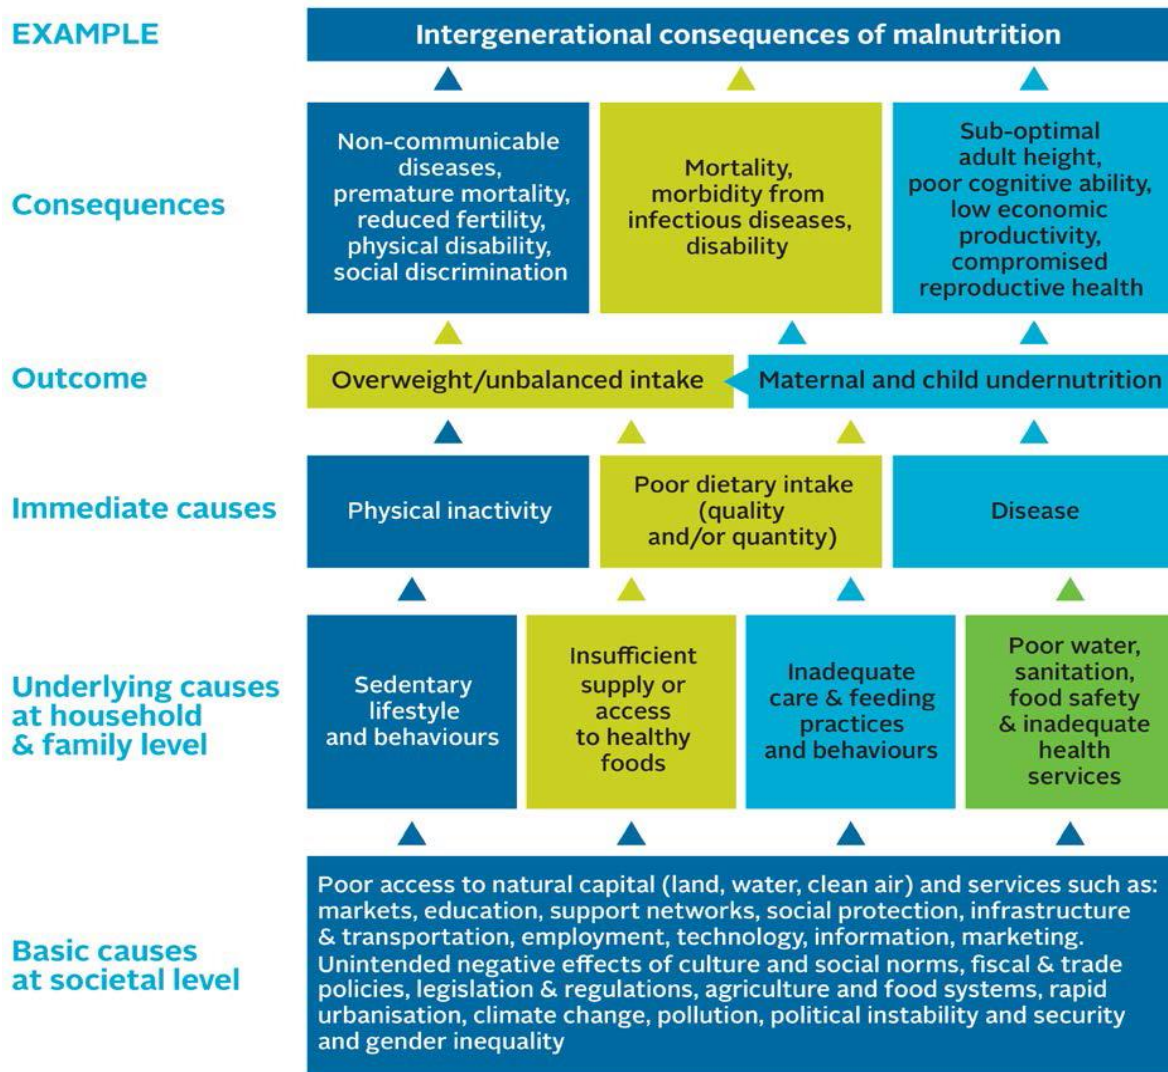 EXAMPLE
Intergenerational consequences of malnutrition
Consequences
Non-communicable
diseases,
premature mortality,
reduced fertility,
physical disability,
social discrimination
Mortality,
morbidity from
infectious diseases,
disability
Sub-optimal
adult height,
poor cognitive ability,
low economic
productivity,
compromised
reproductive health
Outcome
Overweight/unbalanced intake
Maternal and child undernutrition
Immediate causes
Physical inactivity
Poor dietary intake
(quality
and/or quantity)
Disease
Underlying causes
at household
& family level
Sedentary
lifestyle
and behaviours
Insufficient
supply or
access
to healthy
foods
Inadequate
care & feeding
practices
and behaviours
Poor water,
sanitation,
food safety
& inadequate
health
services
Basic causes
at societal level
Poor access to natural capital (land, water, clean air) and services such as:
markets, education, support networks, social protection, infrastructure
& transportation, employment, technology, information, marketing.
Unintended negative effects of culture and social norms, fiscal & trade
policies, legislation & regulations, agriculture and food systems, rapid
urbanisation, climate change, pollution, political instability and security
and gender inequality